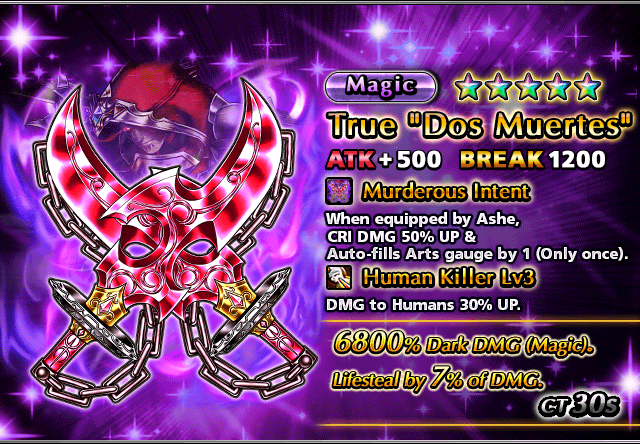 Magic
True "Dos Muertes"
ATK +500 BREAK 1200
Murderous Intent
When equipped by Ashe,
CRI DMG 50% UP &
Auto-fills Arts gauge by 1 (Only once).
Human Killer Lv3
DMG to Humans 30% UP.
6800% Dark DMG (Magic).
Lifesteal by 7% of DMG.
CT 30s